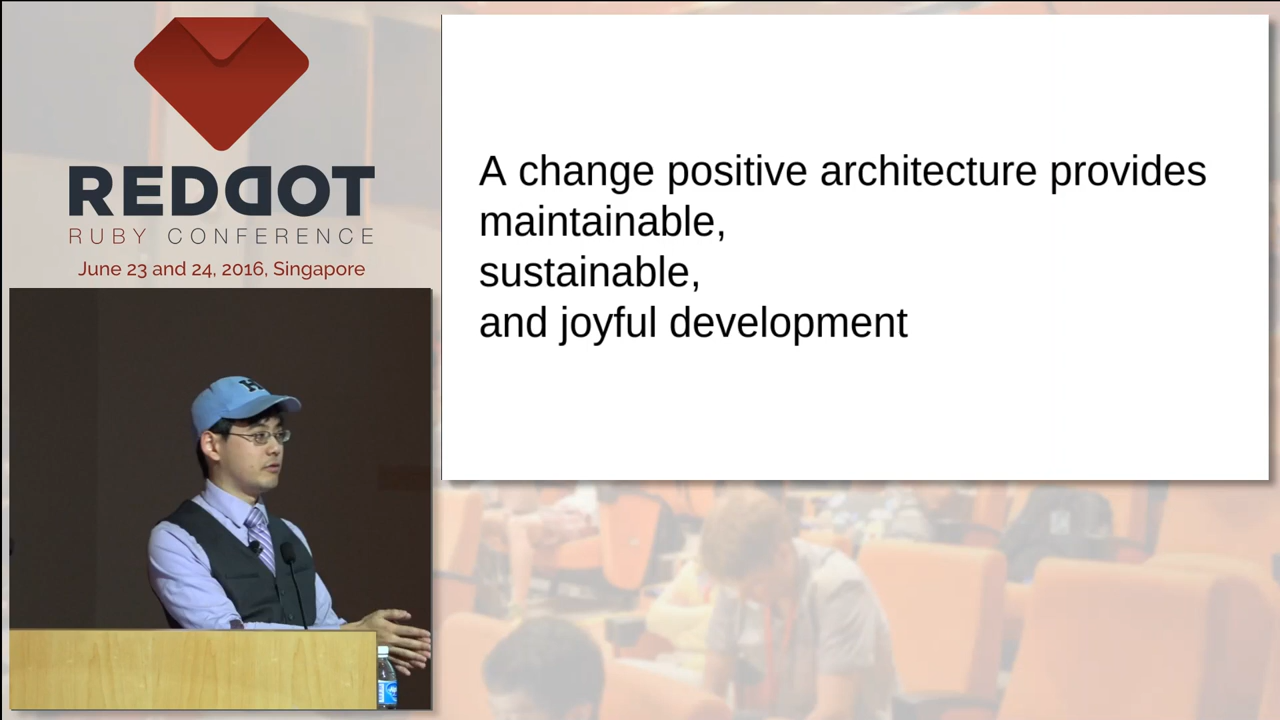 REDDOT
RUBY CONFERENCE
June 23 and 24, 2016, Singapore
A change positive architecture provides
maintainable,
sustainable,
and joyful development